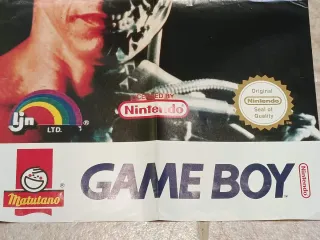 LJN
LTD.
LICENSED BY
Nintendo
Original
Nintendo
Seal of
Quality
Matutano
GAME BOY
Nintendo